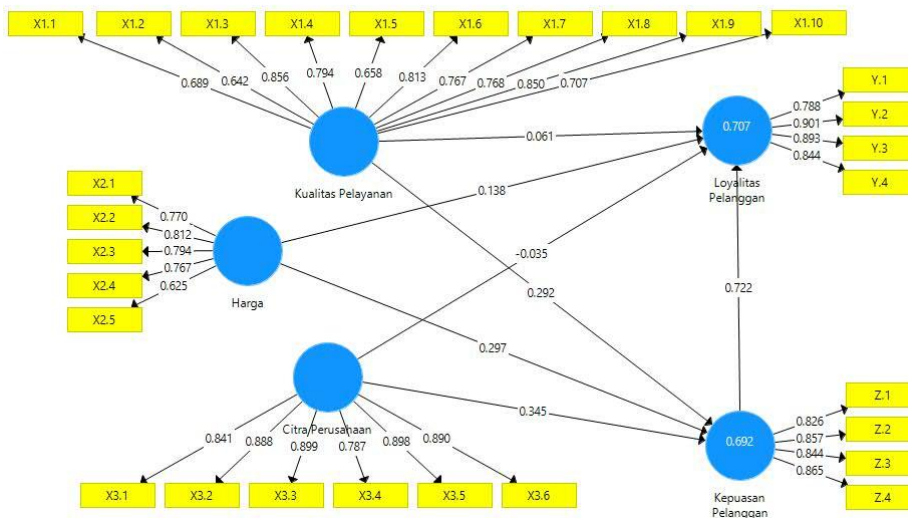 X1.1 X1.2 X1.3 X1.4 X1.5 X1.6 X1.7 X1.8 X1.9 X1.10
0.689 0.642 0.856 0.794 0.658 0.813 0.767 0.768 0.850 0.707
Kualitas Pelayanan
X2.1
X2.2
X2.3
X2.4
X2.5
0.770
0.812
0.794
0.767
0.625
Harga
Citra Perusahaan
0.841 0.888 0.899 0.787 0.898 0.890
X3.1 X3.2 X3.3 X3.4 X3.5 X3.6
0.061
0.138
-0.035
0.292
0.297
0.345
0.722
0.707
Loyalitas
Pelanggan
0.788
0.901
0.893
0.844
Y.1
Y.2
Y.3
Y.4
0.692
Kepuasan
Pelanggan
0.826
0.857
0.844
0.865
Z.1
Z.2
Z.3
Z.4